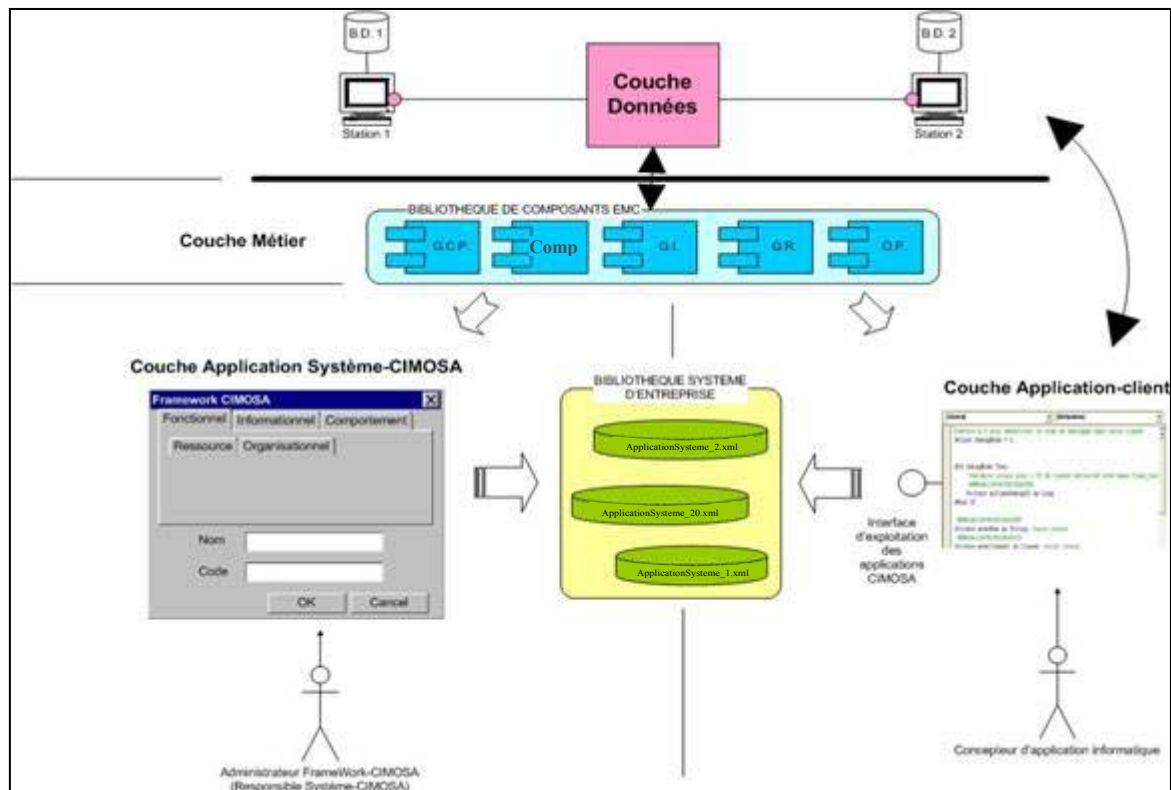 B.D. 1
B.D. 2
Couche
Données
Station 1
Station 2
BIBLIOTHEQUE DE COMPOSANTS EMC
Couche Métier
G.C.P.
Comp
G.I.
G.R.
O.P.
Couche Application Système-CIMOSA
Framework CIMOSA
Fonctionnel
Informationnel
Comportement
Ressource
Organisationnel
Nom
Code
OK
Cancel
BIBLIOTHEQUE SYSTEME
D'ENTREPRISE
ApplicationSysteme_2.xml
ApplicationSysteme_20.xml
ApplicationSysteme_1.xml
Couche Application-client
Interface
d'exploitation
des
applications
CIMOSA
Administrateur FrameWork-CIMOSA
(Responsible Système-CIMOSA)
Concepteur d'application informatique